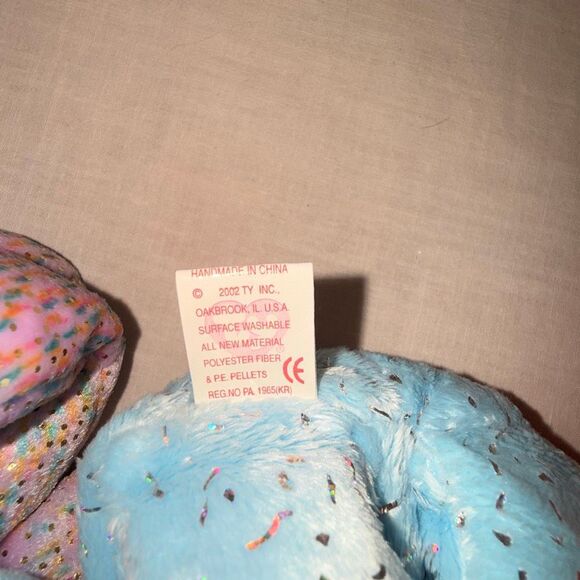 HANDMADE IN CHINA
© 2002 TY INC.,
OAKBROOK, IL. U.S.A.
SURFACE WASHABLE
ALL NEW MATERIAL
POLYESTER FIBER
& P.E. PELLETS CE
REG.NO PA. 1965(KR)